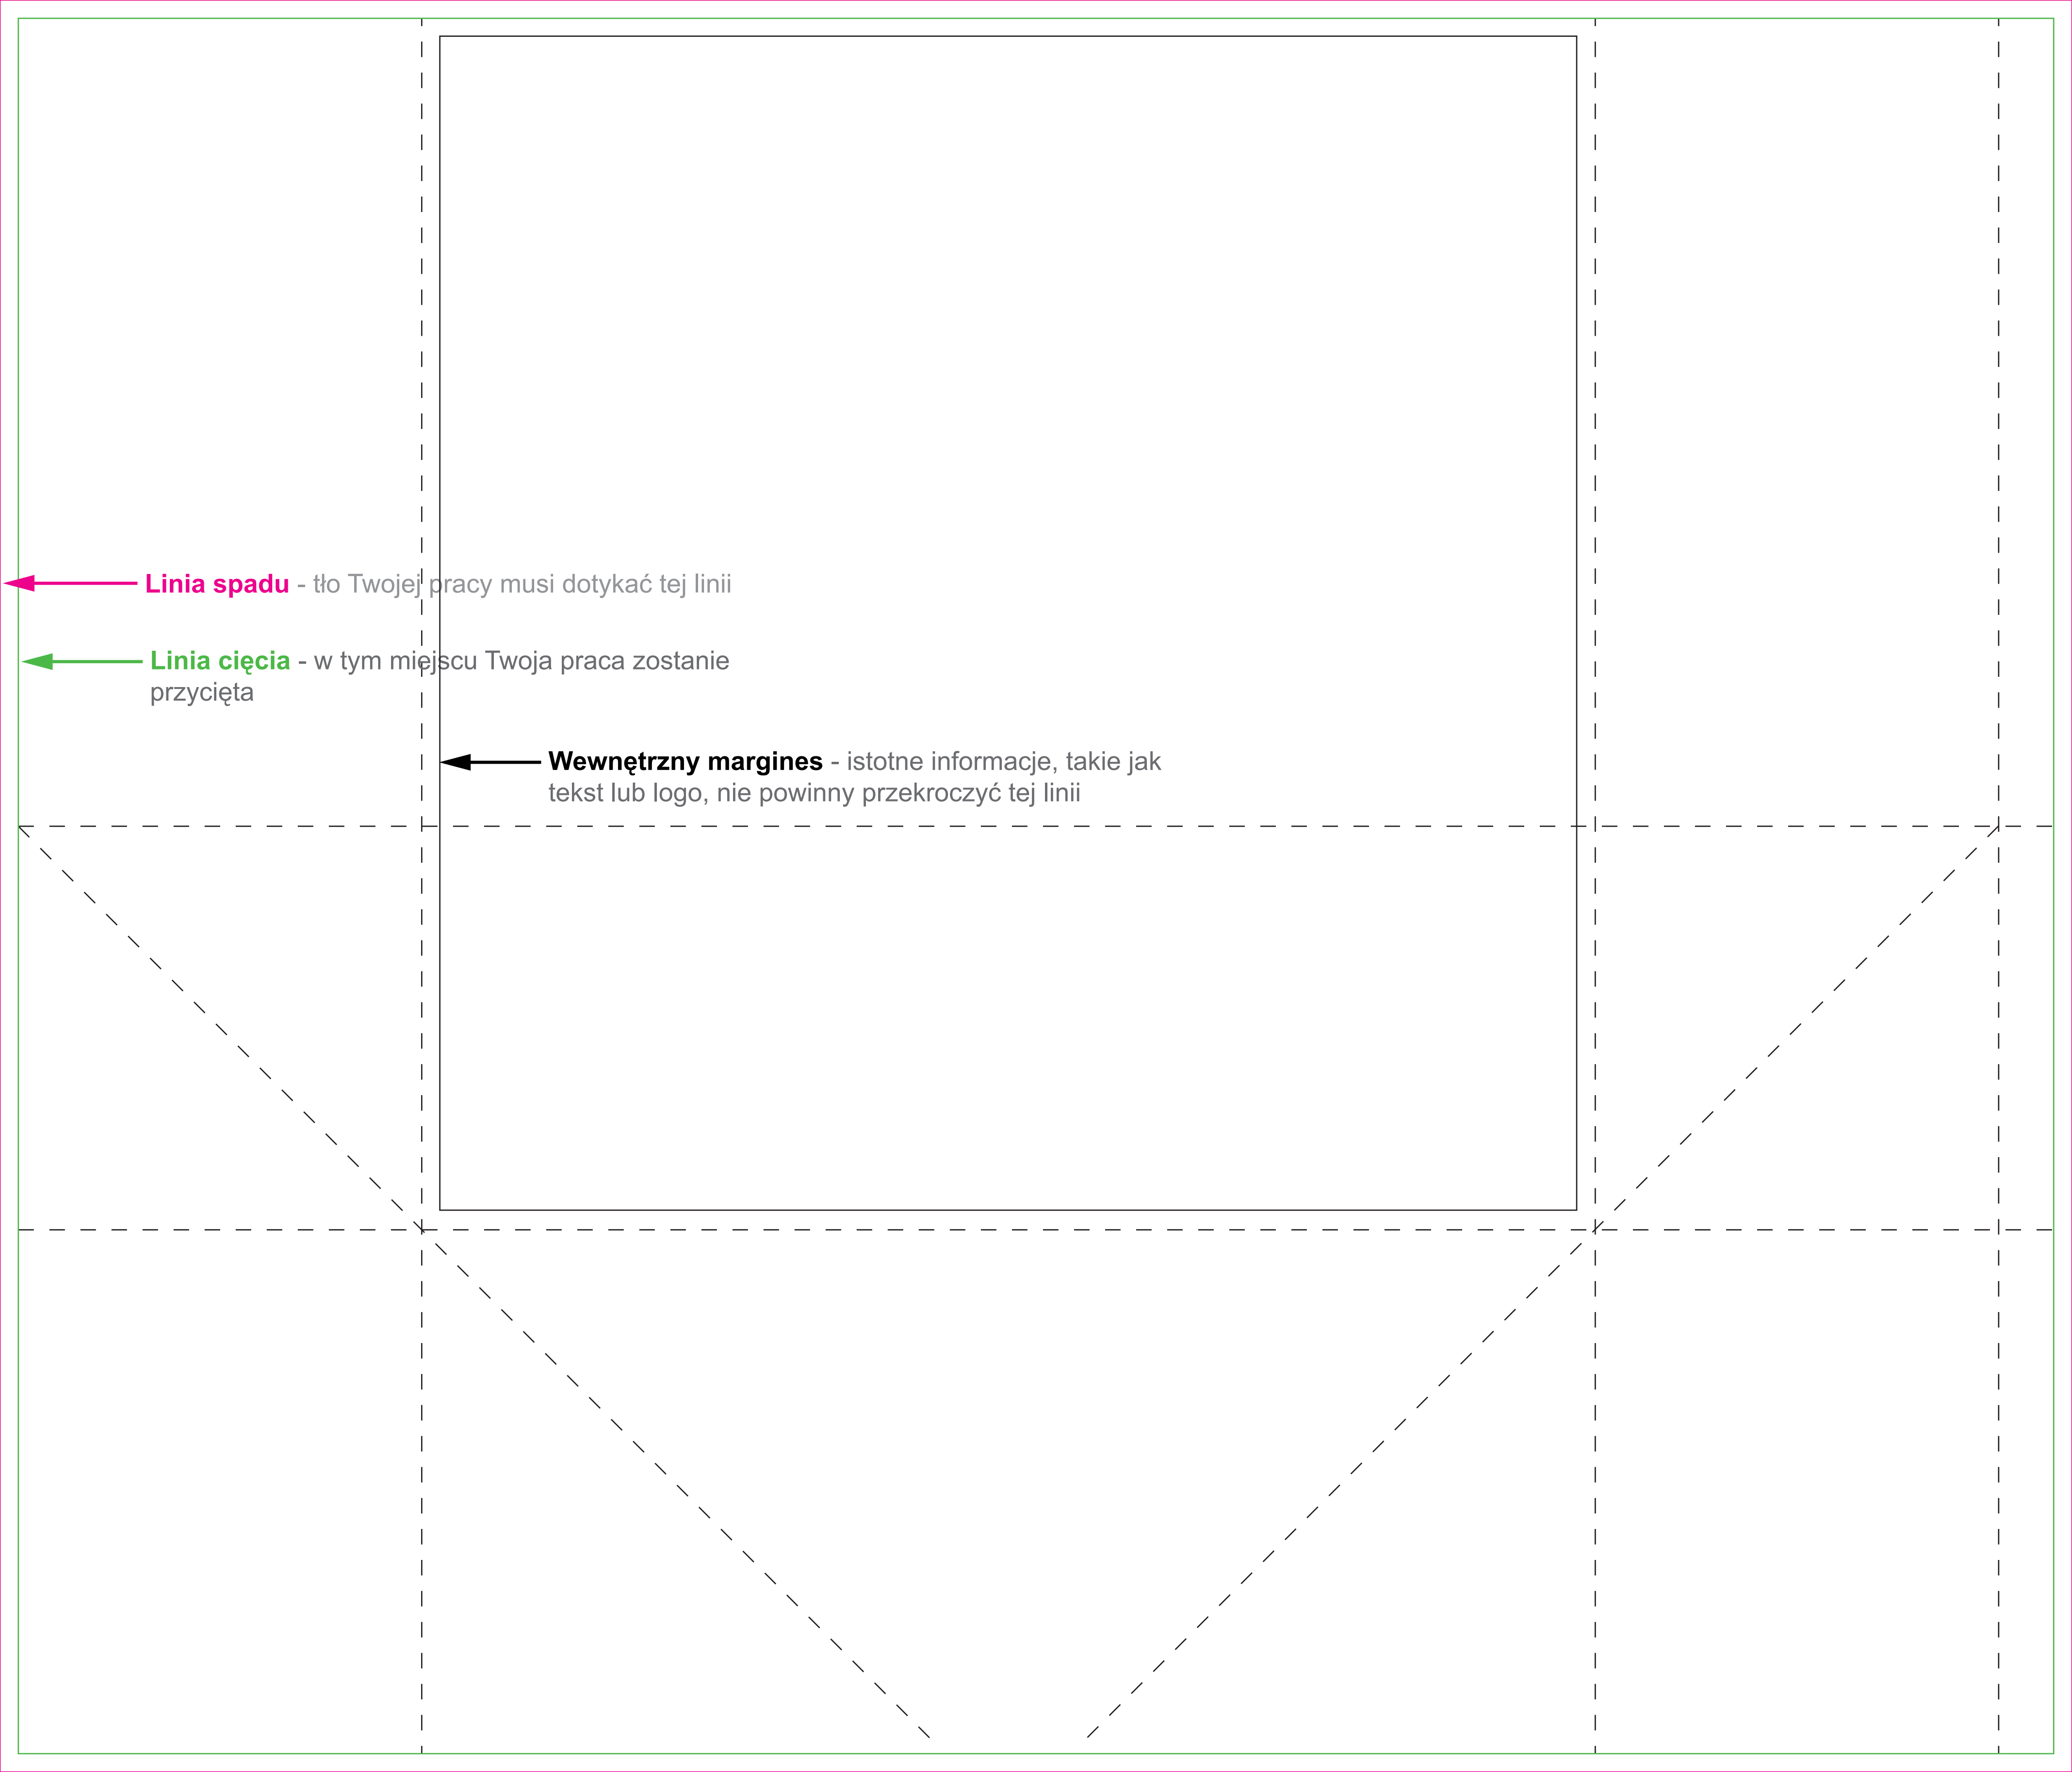 Linia spadu - tło Twojej pracy musi dotykać tej linii
Linia cięcia - w tym miejscu Twoja praca zostanie
przycięta
Wewnętrzny margines - istotne informacje, takie jak
tekst lub logo, nie powinny przekroczyć tej linii